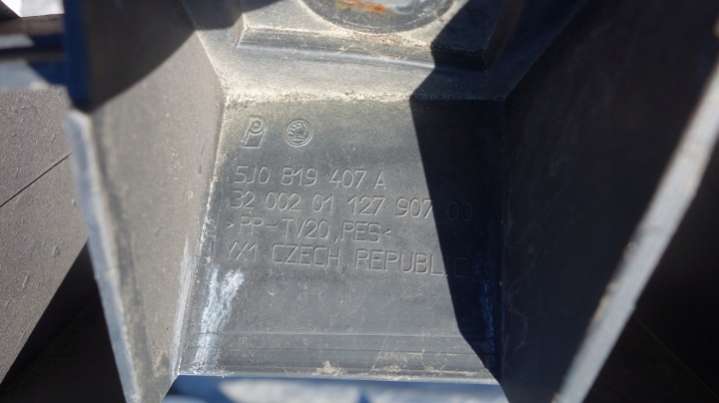 5J0 819 407 A
32 002 01 127 907 00
>PP-TV20,PES<
CZECH REPUBLIC